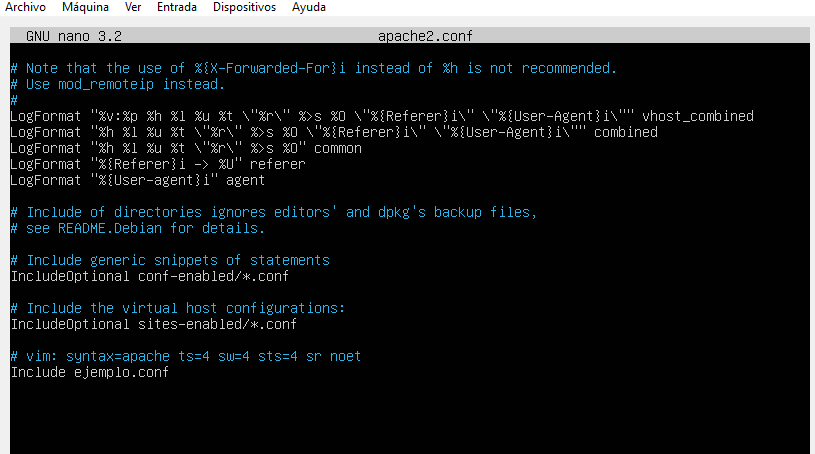 Archivo Máquina Ver Entrada Dispositivos Ayuda
GNU nano 3.2 apache2.conf
# Note that the use of %{X-Forwarded-For}i instead of %h is not recommended.
# Use mod_remoteip instead.
#
LogFormat "%v:%p %h %l %u %t \"%r\" %>s %O \"%{Referer}i\" \"%{User-Agent}i\"" vhost_combined
LogFormat "%h %l %u %t \"%r\" %>s %O \"%{Referer}i\" \"%{User-Agent}i\"" combined
LogFormat "%h %l %u %t \"%r\" %>s %O" common
LogFormat "%{Referer}i -> %U" referer
LogFormat "%{User-agent}i" agent
# Include of directories ignores editors' and dpkg's backup files,
# see README.Debian for details.
# Include generic snippets of statements
IncludeOptional conf-enabled/*.conf
# Include the virtual host configurations:
IncludeOptional sites-enabled/*.conf
# vim: syntax=apache ts=4 sw=4 sts=4 sr noet
Include ejemplo.conf